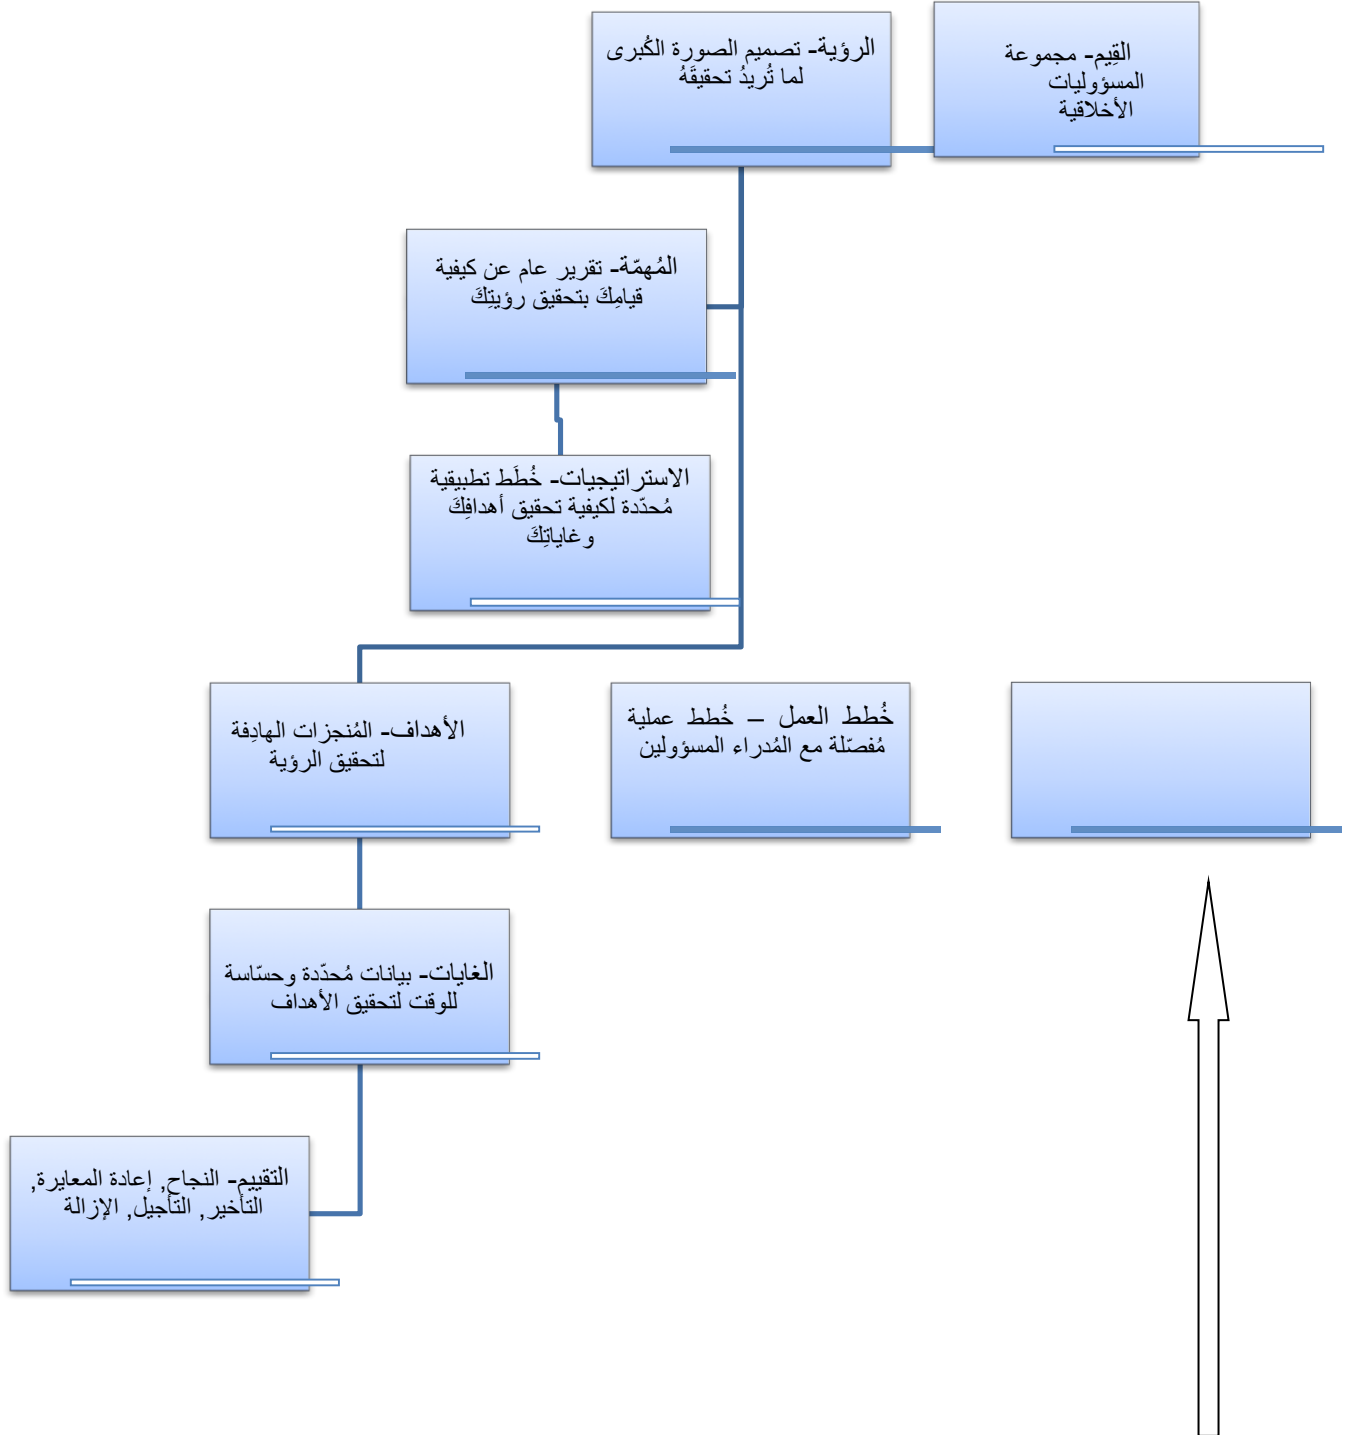 الرؤية- تصميم الصورة الكُبرى
لما تُريدُ تحقيقَهُ
القِيم- مجموعة
المسؤوليات
الأخلاقية
المُهمّة- تقرير عام عن كيفية
قيامِكَ بتحقيق رؤيتِكَ
الاستراتيجيات- خُطَط تطبيقية
مُحدّدة لكيفية تحقيق أهدافِكَ
وغاياتِكَ
الأهداف- المُنجزات الهادِفة
لتحقيق الرؤية
خُطط العمل – خُطط عملية
مُفصّلة مع المُدراء المسؤولين
الغايات- بيانات مُحدّدة وحسّاسة
للوقت لتحقيق الأهداف
التقييم- النجاح, إعادة المعايرة,
التأخير, التأجيل, الإزالة